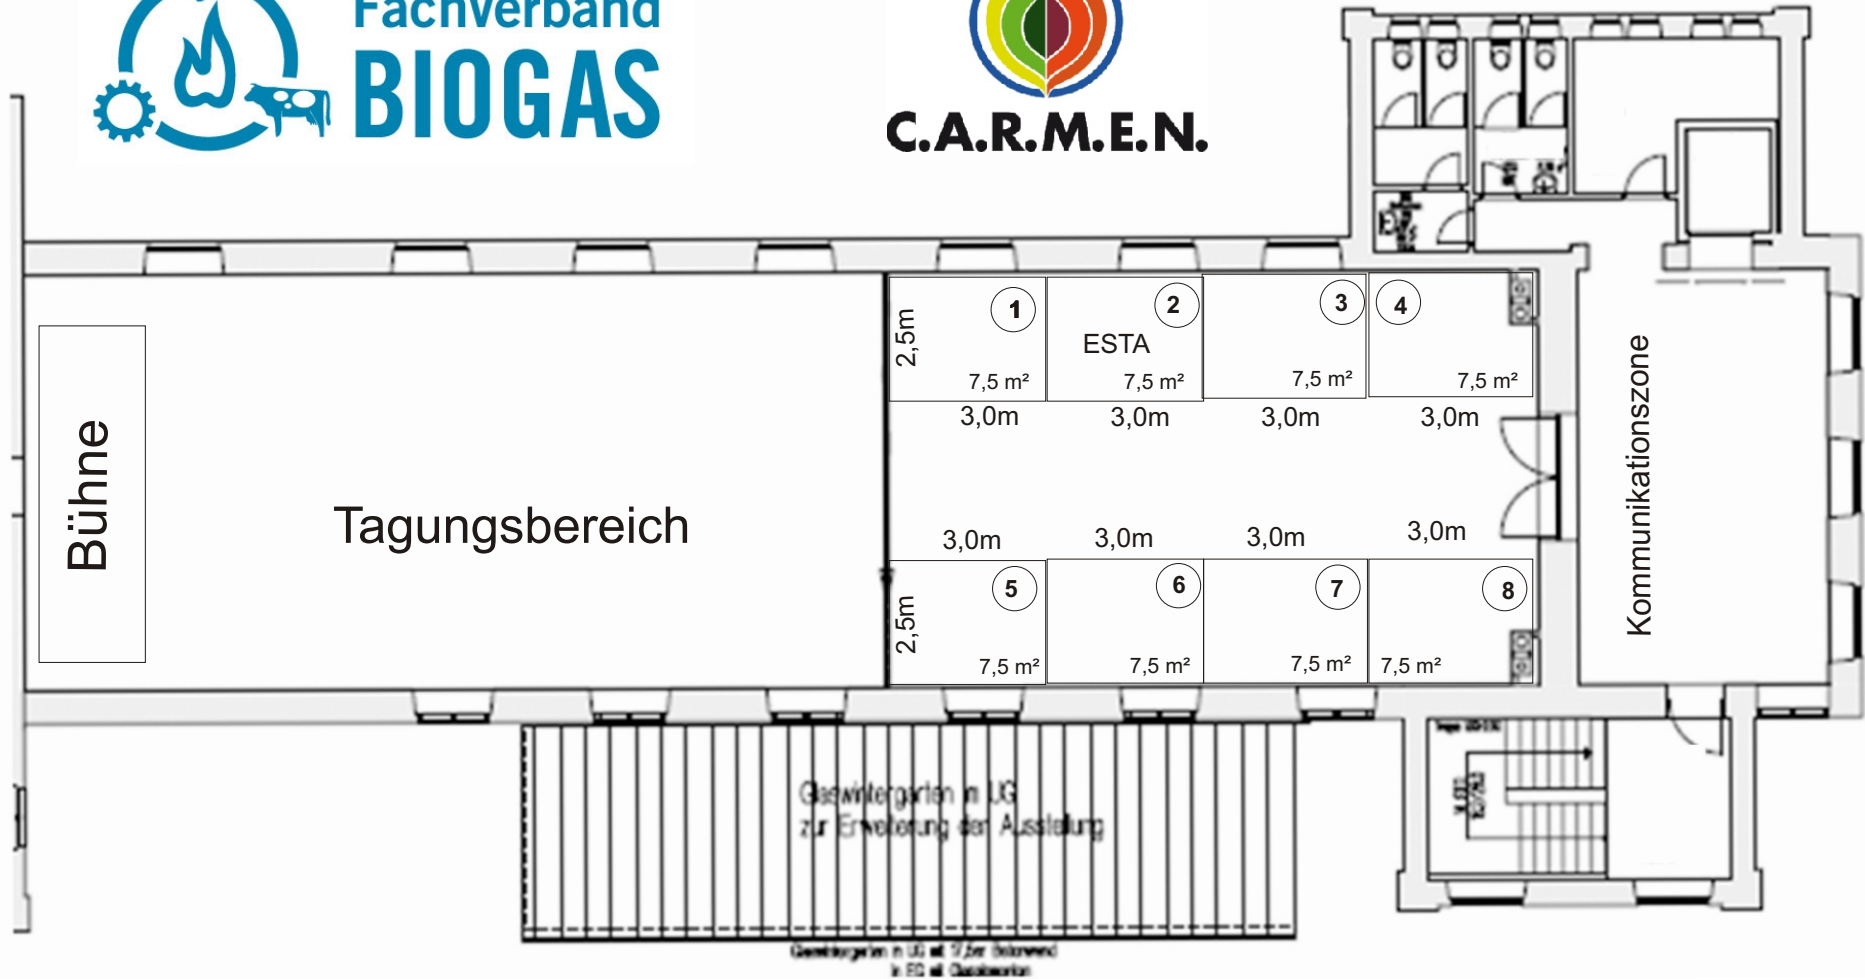 Fachverband
BIOGAS
C.A.R.M.E.N.
1
2
3
4
2,5m
ESTA
7,5 m²
7,5 m²
7,5 m²
7,5 m²
3,0m
3,0m
3,0m
3,0m
Bühne
Tagungsbereich
Kommunikationszone
3,0m
3,0m
3,0m
3,0m
5
6
7
8
2,5m
7,5 m²
7,5 m²
7,5 m²
7,5 m²
Glaswintergarten im UG
zur Erweiterung der Ausstellung